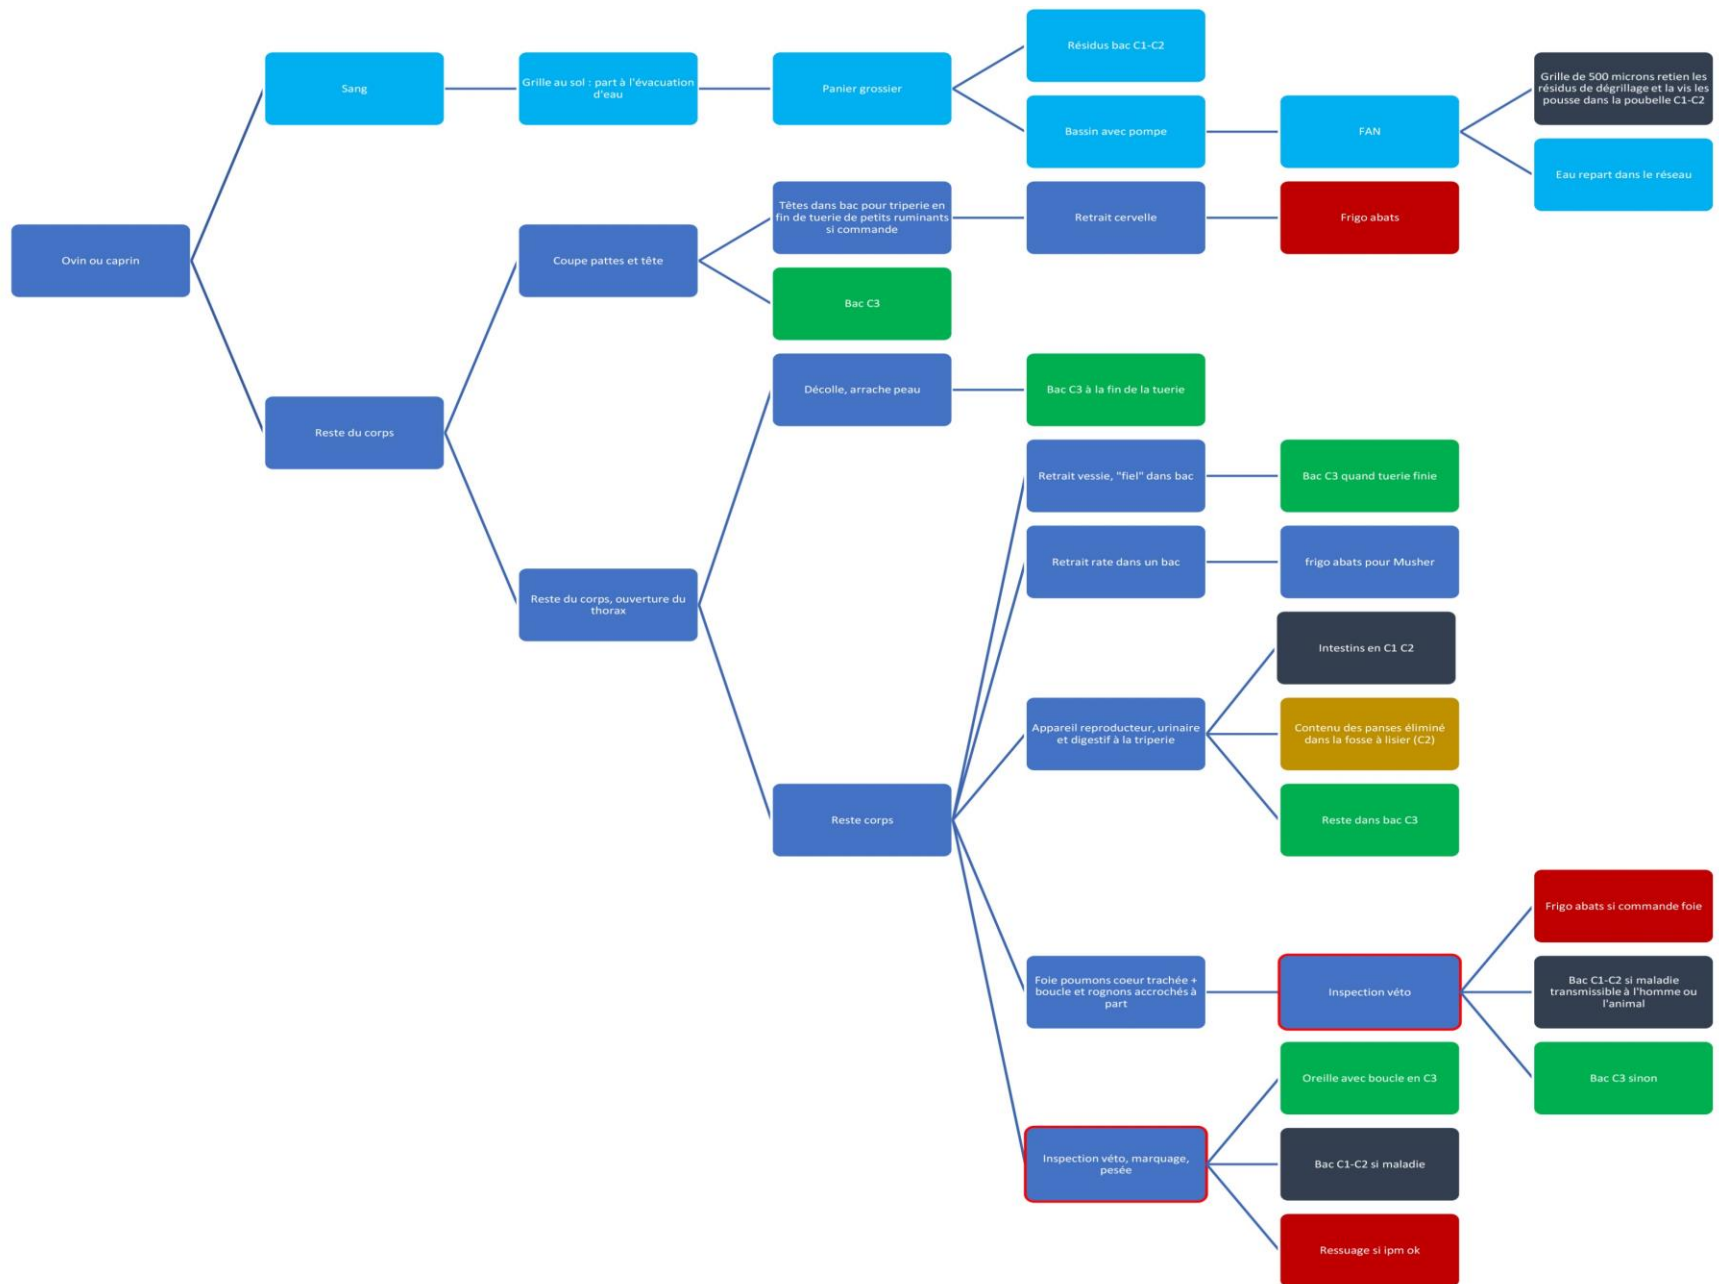 Résidus bac C1-C2
Sang
Grille au sol : part à l'évacuation
d'eau
Panier grossier
Grille de 500 microns retien les
résidus de dégrillage et la vis les
pousse dans la poubelle C1-C2
Bassin avec pompe
FAN
Eau repart dans le réseau
Têtes dans bac pour triperie en
fin de tuerie de petits ruminants
si commande
Retrait cervelle
Frigo abats
Ovin ou caprin
Coupe pattes et tête
Bac C3
Décolle, arrache peau
Bac C3 à la fin de la tuerie
Reste du corps
Retrait vessie, "fiel" dans bac
Bac C3 quand tuerie finie
Retrait rate dans un bac
frigo abats pour Musher
Reste du corps, ouverture du
thorax
Intestins en C1 C2
Appareil reproducteur, urinaire
et digestif à la triperie
Contenu des panses éliminé
dans la fosse à lisier (C2)
Reste corps
Reste dans bac C3
Frigo abats si commande foie
Foie poumons coeur trachée +
boucle et rognons accrochés à
part
Inspection véto
Bac C1-C2 si maladie
transmissible à l'homme ou
l'animal
Oreille avec boucle en C3
Bac C3 sinon
Inspection véto, marquage,
pesée
Bac C1-C2 si maladie
Ressuage si ipm ok